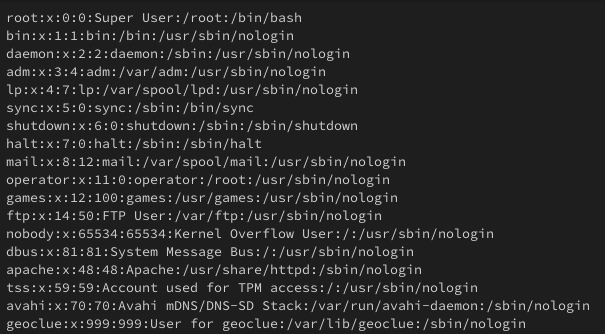 root:x:0:0:Super User:/root:/bin/bash
bin:x:1:1:bin:/bin:/usr/sbin/nologin
daemon:x:2:2:daemon:/sbin:/usr/sbin/nologin
adm:x:3:4:adm:/var/adm:/usr/sbin/nologin
lp:x:4:7:lp:/var/spool/lpd:/usr/sbin/nologin
sync:x:5:0:sync:/sbin:/bin/sync
shutdown:x:6:0:shutdown:/sbin:/sbin/shutdown
halt:x:7:0:halt:/sbin:/sbin/halt
mail:x:8:12:mail:/var/spool/mail:/usr/sbin/nologin
operator:x:11:0:operator:/root:/usr/sbin/nologin
games:x:12:100:games:/usr/games:/usr/sbin/nologin
ftp:x:14:50:FTP User:/var/ftp:/usr/sbin/nologin
nobody:x:65534:65534:Kernel Overflow User:/:/usr/sbin/nologin
dbus:x:81:81:System Message Bus:/:/usr/sbin/nologin
apache:x:48:48:Apache:/usr/share/httpd:/sbin/nologin
tss:x:59:59:Account used for TPM access:/:/usr/sbin/nologin
avahi:x:70:70:Avahi mDNS/DNS-SD Stack:/var/run/avahi-daemon:/sbin/nologin
geoclue:x:999:999:User for geoclue:/var/lib/geoclue:/sbin/nologin